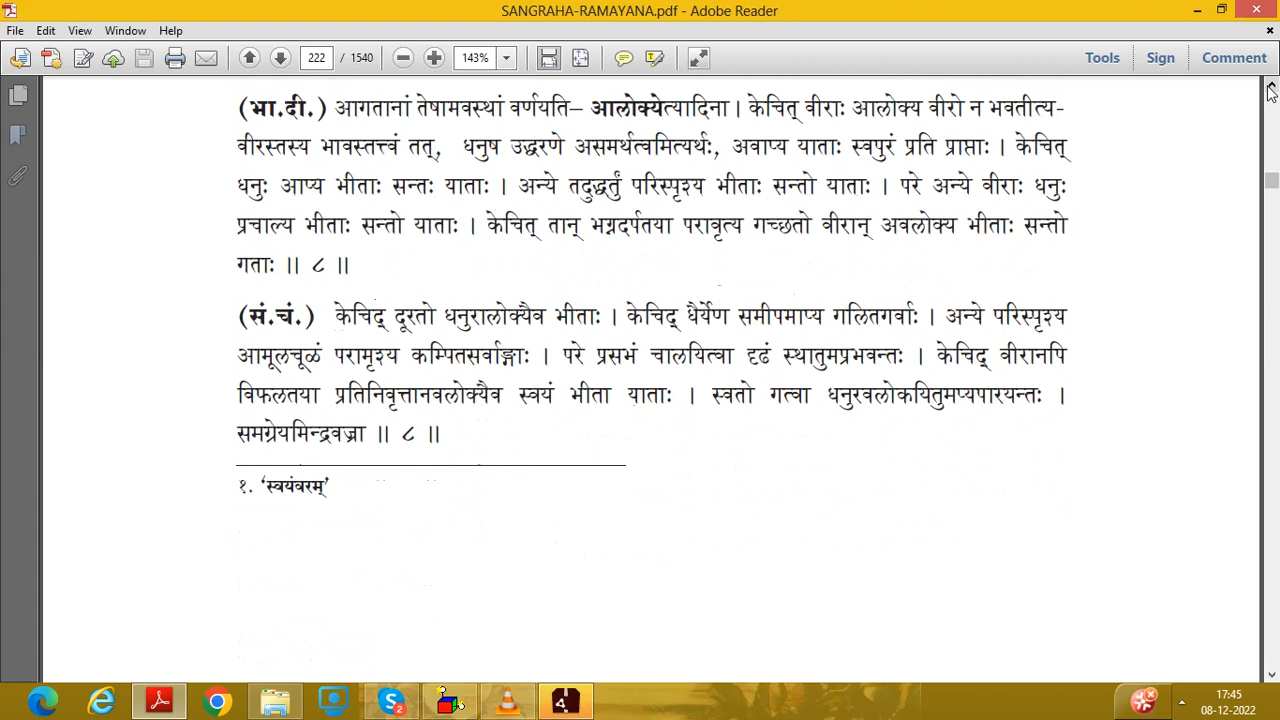 SANGRAHA-RAMAYANA.pdf - Adobe Reader
File Edit View Window Help
222 / 1540 143% Tools Sign Comment
(भा.दी.) आगतानां तेषामवस्थां वर्णयति– आलोक्येत्यादिना । केचित् वीराः आलोक्य वीरो न भवतीत्य-
वीरस्तस्य भावस्तत्त्वं तत्, धनुष उद्धरणे असमर्थत्वमित्यर्थः, अवाप्य याताः स्वपुरं प्रति प्राप्ताः । केचित्
धनुः आप्य भीताः सन्तः याताः । अन्ये तदुद्धर्तुं परिस्पृश्य भीताः सन्तो याताः । परे अन्ये वीराः धनुः
प्रचाल्य भीताः सन्तो याताः । केचित् तान् भग्नदर्पतया परावृत्य गच्छतो वीरान् अवलोक्य भीताः सन्तो
गताः ॥ ८ ॥
(सं.चं.) केचिद् दूरतो धनुरालोक्यैव भीताः । केचिद् धैर्येण समीपमाप्य गलितगर्वाः । अन्ये परिस्पृश्य
आमूलचूळं परामृश्य कम्पितसर्वाङ्गाः । परे प्रसभं चालयित्वा दृढं स्थातुमप्रभवन्तः । केचिद् वीरानपि
विफलतया प्रतिनिवृत्तानवलोक्यैव स्वयं भीता याताः । स्वतो गत्वा धनुरवलोकयितुमप्यपारयन्तः ।
समग्रेयमिन्द्रवज्रा ॥ ८ ॥
१. ‘स्वयंवरम्’
17:45
08-12-2022